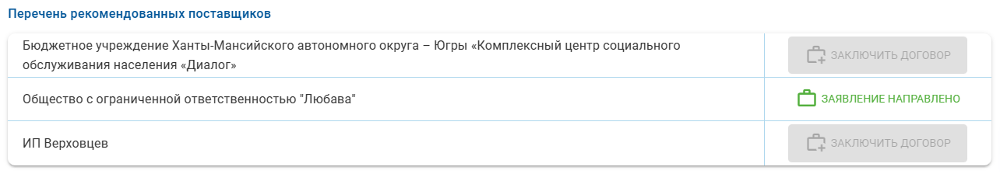 Перечень рекомендованных поставщиков
Бюджетное учреждение Ханты-Мансийского автономного округа – Югры «Комплексный центр социального
обслуживания населения «Диалог»
ЗАКЛЮЧИТЬ ДОГОВОР
Общество с ограниченной ответственностью "Любава"
ЗАЯВЛЕНИЕ НАПРАВЛЕНО
ИП Верховцев
ЗАКЛЮЧИТЬ ДОГОВОР